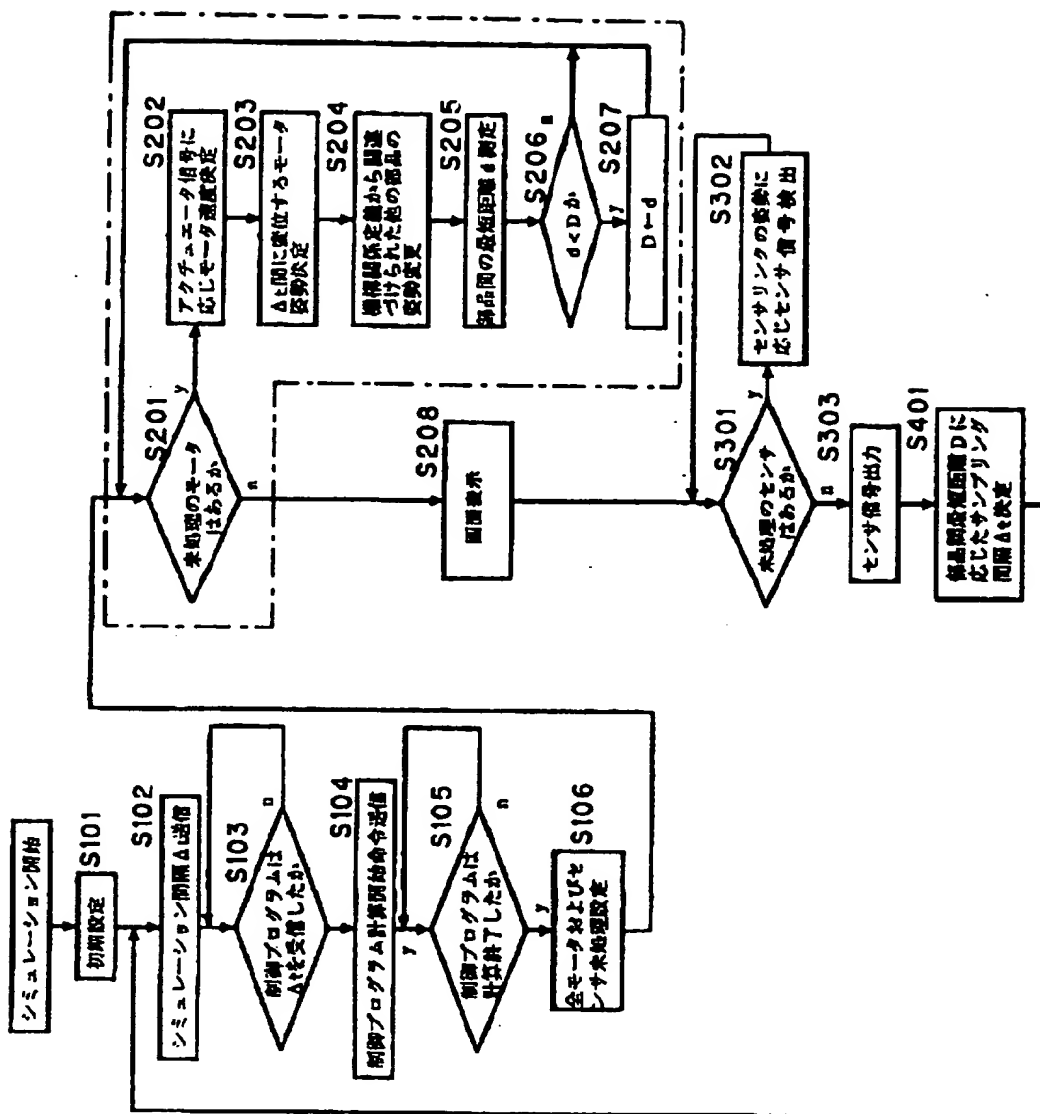 シミュレーション開始
S101
初期設定
S102
シミュレーション間隔Δt送信
S103
制御プログラムは
Δtを受信したか
n
y
S104
制御プログラム計算開始命令送信
S105
制御プログラムは
計算終了したか
n
y
S106
全モータおよびセ
ンサ未処理設定
S201
未処理のモータ
はあるか
y
n
S202
アクチュエータ信号に
応じモータ速度決定
S203
Δt間に変位するモータ
姿勢決定
S204
機構関係定義から関連
づけられた他の部品の
姿勢変更
S205
部品間の最短距離d測定
S206
d<Dか
n
y
S207
D←d
S208
画面表示
S301
未処理のセンサ
はあるか
y
n
S302
センサリンクの姿勢に
応じセンサ信号検出
S303
センサ信号出力
S401
部品間最短距離Dに
応じたサンプリング
間隔Δt決定